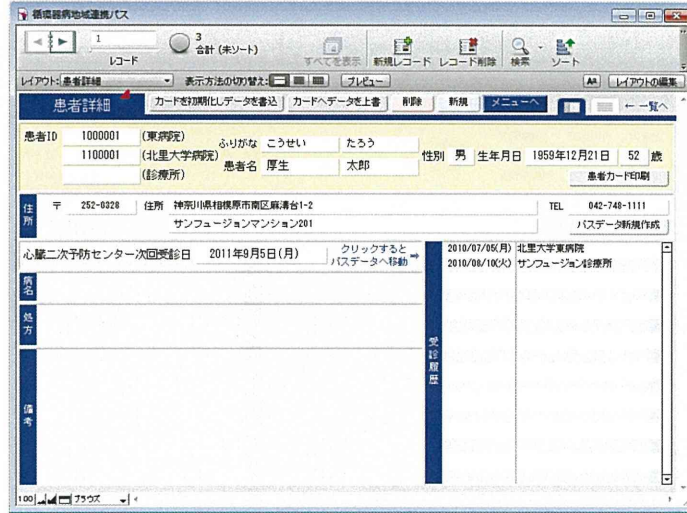 循環器病地域連携パス
1
レコード
3
合計 (未ソート)
すべてを表示 新規レコード レコード削除 検索 ソート
レイアウト: 患者詳細 表示方法の切り替え: プレビュー Aa レイアウトの編集
患者詳細 カードを初期化しデータを書込 カードへデータを上書 削除 新規 メニューへ ←一覧へ
患者ID 1000001 (東病院) ふりがな こうせい たろう
1100001 (北里大学病院) 患者名 厚生 太郎 性別 男 生年月日 1959年12月21日 52 歳
(診療所) 患者カード印刷
住所 〒 252-0328 住所 神奈川県相模原市南区麻溝台1-2 TEL 042-748-1111
サンフュージョンマンション201 パスデータ新規作成
心臓二次予防センター次回受診日 2011年9月5日(月) クリックすると
パスデータへ移動 ➡
病名
処方
備考
受診履歴
2010/07/05(月) 北里大学東病院
2010/08/10(火) サンフュージョン診療所
100 ブラウズ